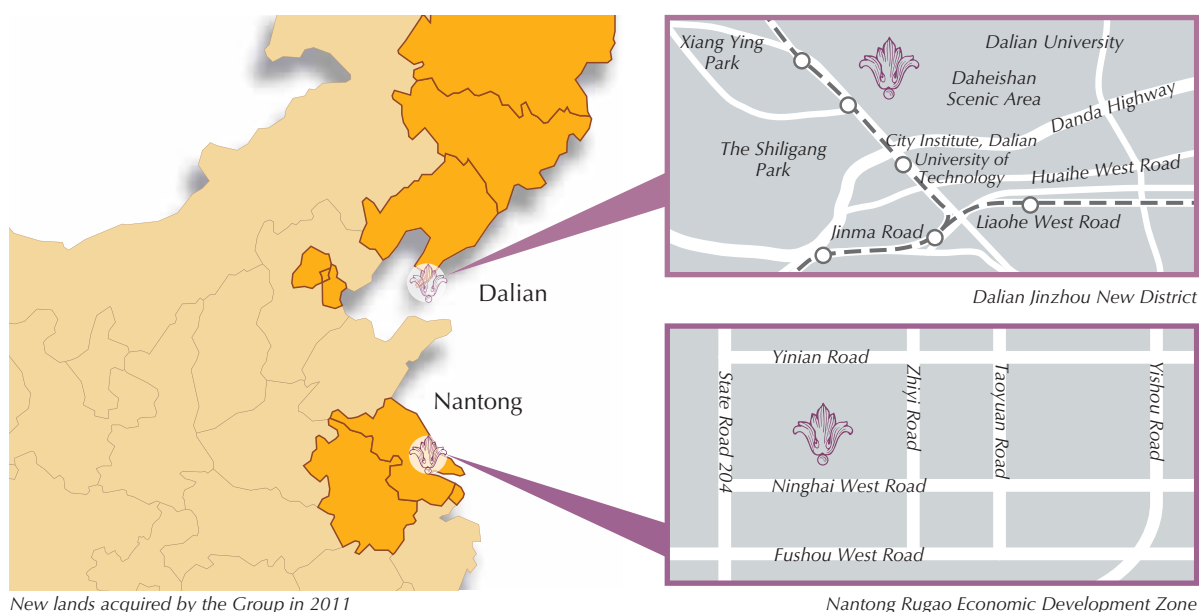 Dalian
Nantong
New lands acquired by the Group in 2011
Xiang Ying
Park
Dalian University
Daheishan
Scenic Area
Danda Highway
The Shiligang
Park
City Institute, Dalian
University of
Technology
Huaihe West Road
Jinma Road
Liaohe West Road
Dalian Jinzhou New District
Yinian Road
State Road 204
Zhiyi Road
Taoyuan Road
Yishou Road
Ninghai West Road
Fushou West Road
Nantong Rugao Economic Development Zone